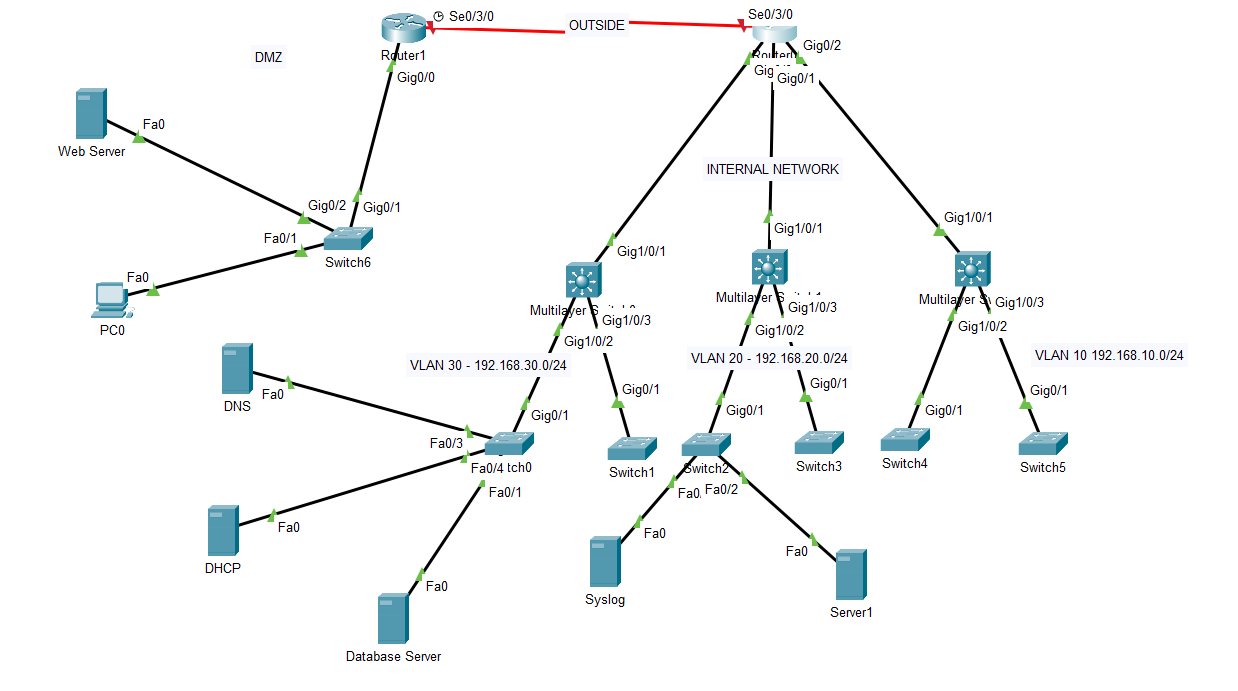 Se0/3/0
Se0/3/0
OUTSIDE
Router1
Gig0/2
DMZ
Gig0/0
Gig0/1
Fa0
Web Server
INTERNAL NETWORK
Gig0/2
Gig0/1
Gig1/0/1
Gig1/0/1
Fa0/1
Gig1/0/1
Switch6
Fa0
PC0
Multilayer
Multilayer
Multilayer
Gig1/0/3
Gig1/0/3
Gig1/0/3
Gig1/0/2
Gig1/0/2
Gig1/0/2
VLAN 30 - 192.168.30.0/24
VLAN 20 - 192.168.20.0/24
VLAN 10 192.168.10.0/24
Fa0
DNS
Gig0/1
Gig0/1
Gig0/1
Gig0/1
Gig0/1
Gig0/1
Fa0/3
Fa0/4 tch0
Switch1
Switch2
Switch3
Switch4
Switch5
Fa0/1
Fa0/2
Fa0
DHCP
Fa0
Syslog
Fa0
Server1
Fa0
Database Server